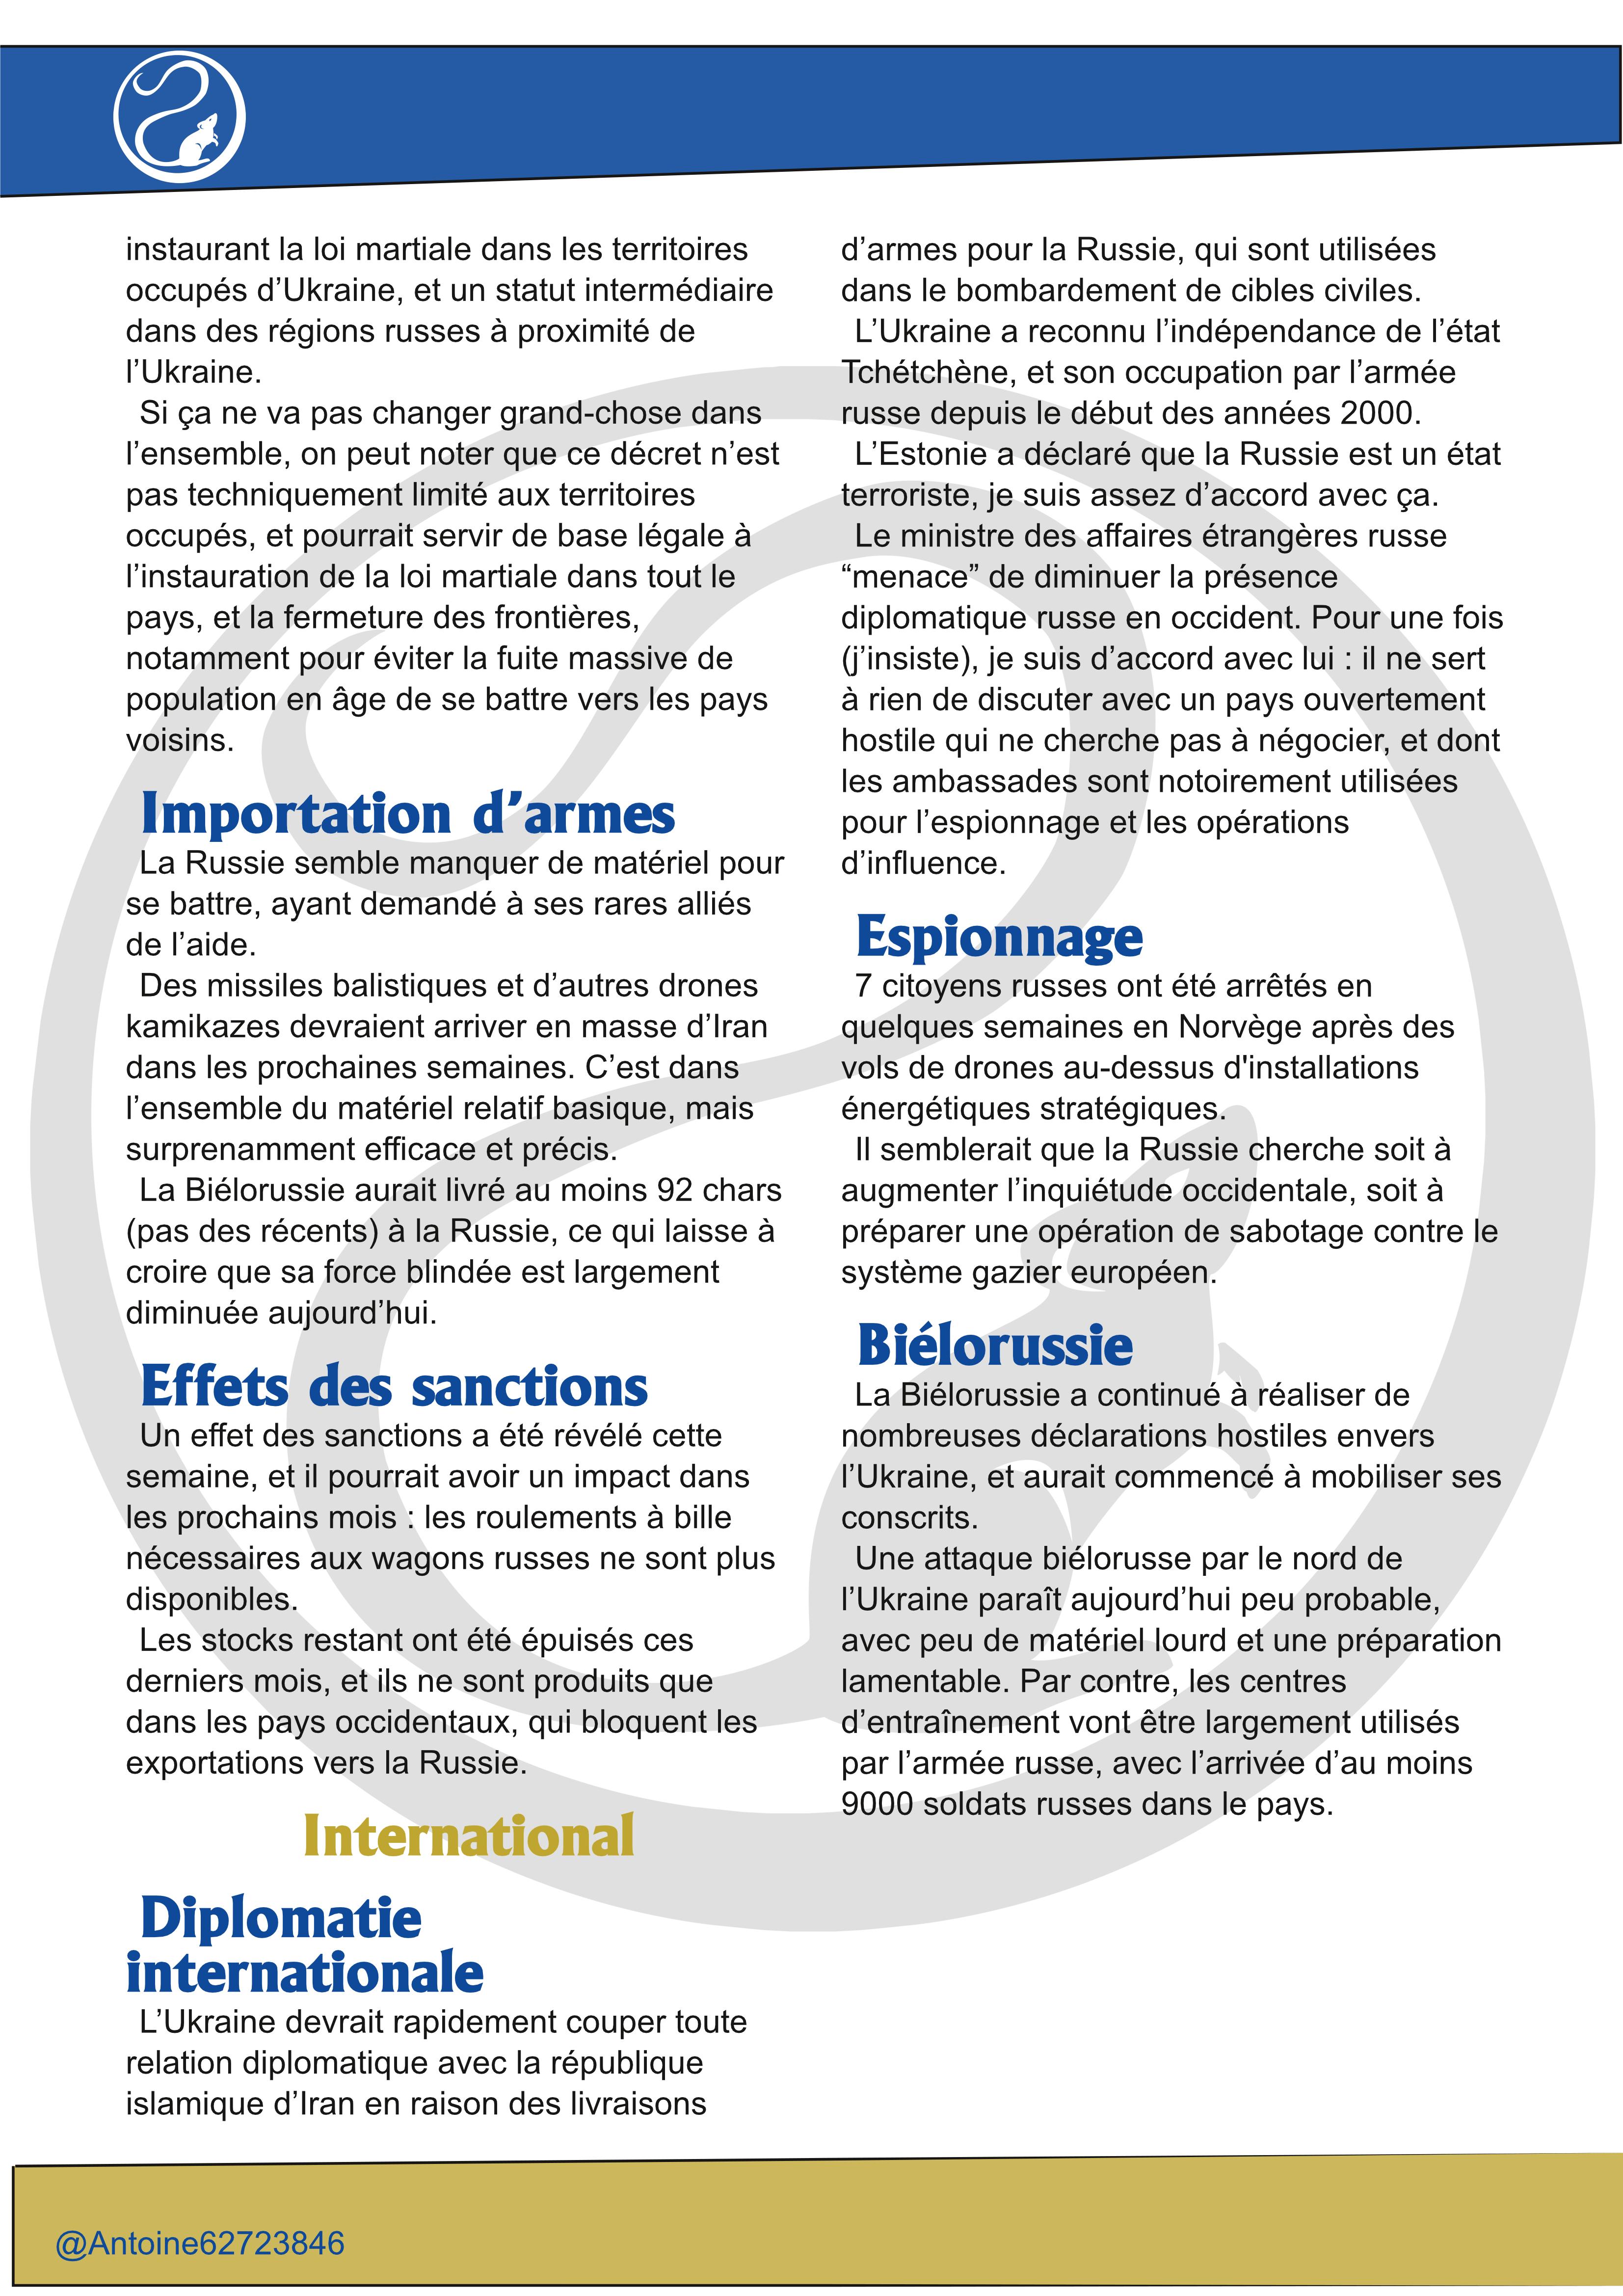 instaurant la loi martiale dans les territoires
occupés d’Ukraine, et un statut intermédiaire
dans des régions russes à proximité de
l’Ukraine.
Si ça ne va pas changer grand-chose dans
l’ensemble, on peut noter que ce décret n’est
pas techniquement limité aux territoires
occupés, et pourrait servir de base légale à
l’instauration de la loi martiale dans tout le
pays, et la fermeture des frontières,
notamment pour éviter la fuite massive de
population en âge de se battre vers les pays
voisins.
Importation d’armes
La Russie semble manquer de matériel pour
se battre, ayant demandé à ses rares alliés
de l’aide.
Des missiles balistiques et d’autres drones
kamikazes devraient arriver en masse d’Iran
dans les prochaines semaines. C’est dans
l’ensemble du matériel relatif basique, mais
surprenamment efficace et précis.
La Biélorussie aurait livré au moins 92 chars
(pas des récents) à la Russie, ce qui laisse à
croire que sa force blindée est largement
diminuée aujourd’hui.
Effets des sanctions
Un effet des sanctions a été révélé cette
semaine, et il pourrait avoir un impact dans
les prochains mois : les roulements à bille
nécessaires aux wagons russes ne sont plus
disponibles.
Les stocks restant ont été épuisés ces
derniers mois, et ils ne sont produits que
dans les pays occidentaux, qui bloquent les
exportations vers la Russie.
International
Diplomatie
internationale
L’Ukraine devrait rapidement couper toute
relation diplomatique avec la république
islamique d’Iran en raison des livraisons
d’armes pour la Russie, qui sont utilisées
dans le bombardement de cibles civiles.
L’Ukraine a reconnu l’indépendance de l’état
Tchétchène, et son occupation par l’armée
russe depuis le début des années 2000.
L’Estonie a déclaré que la Russie est un état
terroriste, je suis assez d’accord avec ça.
Le ministre des affaires étrangères russe
“menace” de diminuer la présence
diplomatique russe en occident. Pour une fois
(j’insiste), je suis d’accord avec lui : il ne sert
à rien de discuter avec un pays ouvertement
hostile qui ne cherche pas à négocier, et dont
les ambassades sont notoirement utilisées
pour l’espionnage et les opérations
d’influence.
Espionnage
7 citoyens russes ont été arrêtés en
quelques semaines en Norvège après des
vols de drones au-dessus d'installations
énergétiques stratégiques.
Il semblerait que la Russie cherche soit à
augmenter l’inquiétude occidentale, soit à
préparer une opération de sabotage contre le
système gazier européen.
Biélorussie
La Biélorussie a continué à réaliser de
nombreuses déclarations hostiles envers
l’Ukraine, et aurait commencé à mobiliser ses
conscrits.
Une attaque biélorusse par le nord de
l’Ukraine paraît aujourd’hui peu probable,
avec peu de matériel lourd et une préparation
lamentable. Par contre, les centres
d’entraînement vont être largement utilisés
par l’armée russe, avec l’arrivée d’au moins
9000 soldats russes dans le pays.
@Antoine62723846